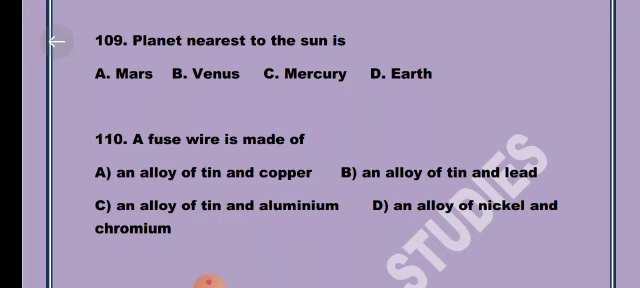 109. Planet nearest to the sun is
A. Mars B. Venus C. Mercury D. Earth
110. A fuse wire is made of
A) an alloy of tin and copper B) an alloy of tin and lead
C) an alloy of tin and aluminium D) an alloy of nickel and
chromium
STUDIES